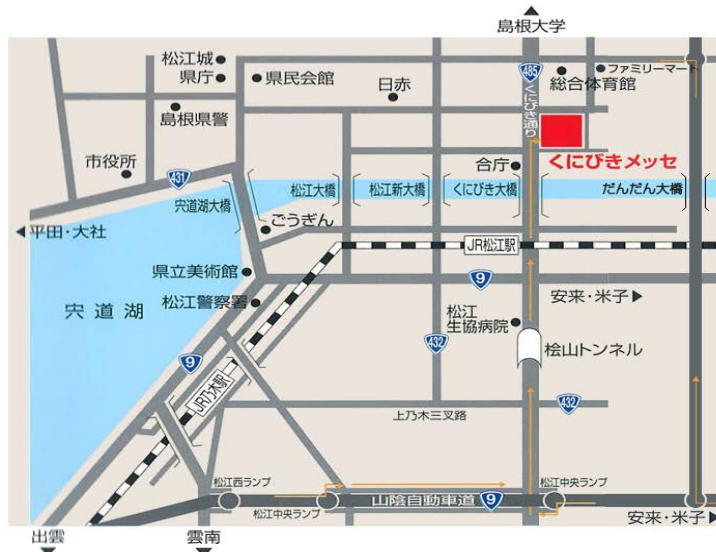 島根大学
松江城
県庁
県民会館
島根県警
日赤
485
くにびき通り
ファミリーマート
総合体育館
市役所
431
合庁
くにびきメッセ
宍道湖大橋
松江大橋
松江新大橋
くにびき大橋
だんだん大橋
ごうぎん
平田・大社
JR松江駅
県立美術館
9
宍道湖
松江警察署
安来・米子
松江
生協病院
432
桧山トンネル
9
JR乃木駅
432
上乃木三叉路
松江西ランプ
松江中央ランプ
山陰自動車道
9
松江中央ランプ
安来・米子
出雲
雲南